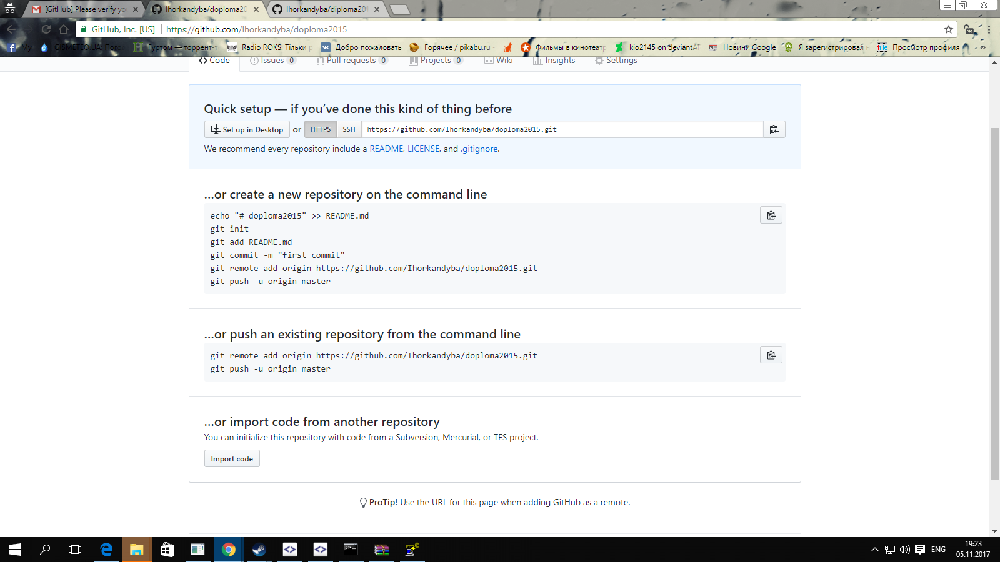 [GitHub] Please verify yo
Ihorkandyba/doploma20
Ihorkandyba/diploma201
GitHub, Inc. [US]
https://github.com/Ihorkandyba/doploma2015
My
GISMETEO.UA: Пого
Гуртом — торрент-т
Radio ROKS. Тільки р
Добро пожаловать
Горячее / pikabu.ru
Фильмы в кинотеатр
kio2145 on deviantAT
Новини Google
Я зарегистрировал
tfile
Просмотр профиля
»
Code
Issues 0
Pull requests 0
Projects 0
Wiki
Insights
Settings
Quick setup — if you’ve done this kind of thing before
Set up in Desktop or HTTPS SSH https://github.com/Ihorkandyba/doploma2015.git
We recommend every repository include a README, LICENSE, and .gitignore.
…or create a new repository on the command line
echo "# doploma2015" >> README.md
git init
git add README.md
git commit -m "first commit"
git remote add origin https://github.com/Ihorkandyba/doploma2015.git
git push -u origin master
…or push an existing repository from the command line
git remote add origin https://github.com/Ihorkandyba/doploma2015.git
git push -u origin master
…or import code from another repository
You can initialize this repository with code from a Subversion, Mercurial, or TFS project.
Import code
ProTip! Use the URL for this page when adding GitHub as a remote.
ENG
19:23
05.11.2017